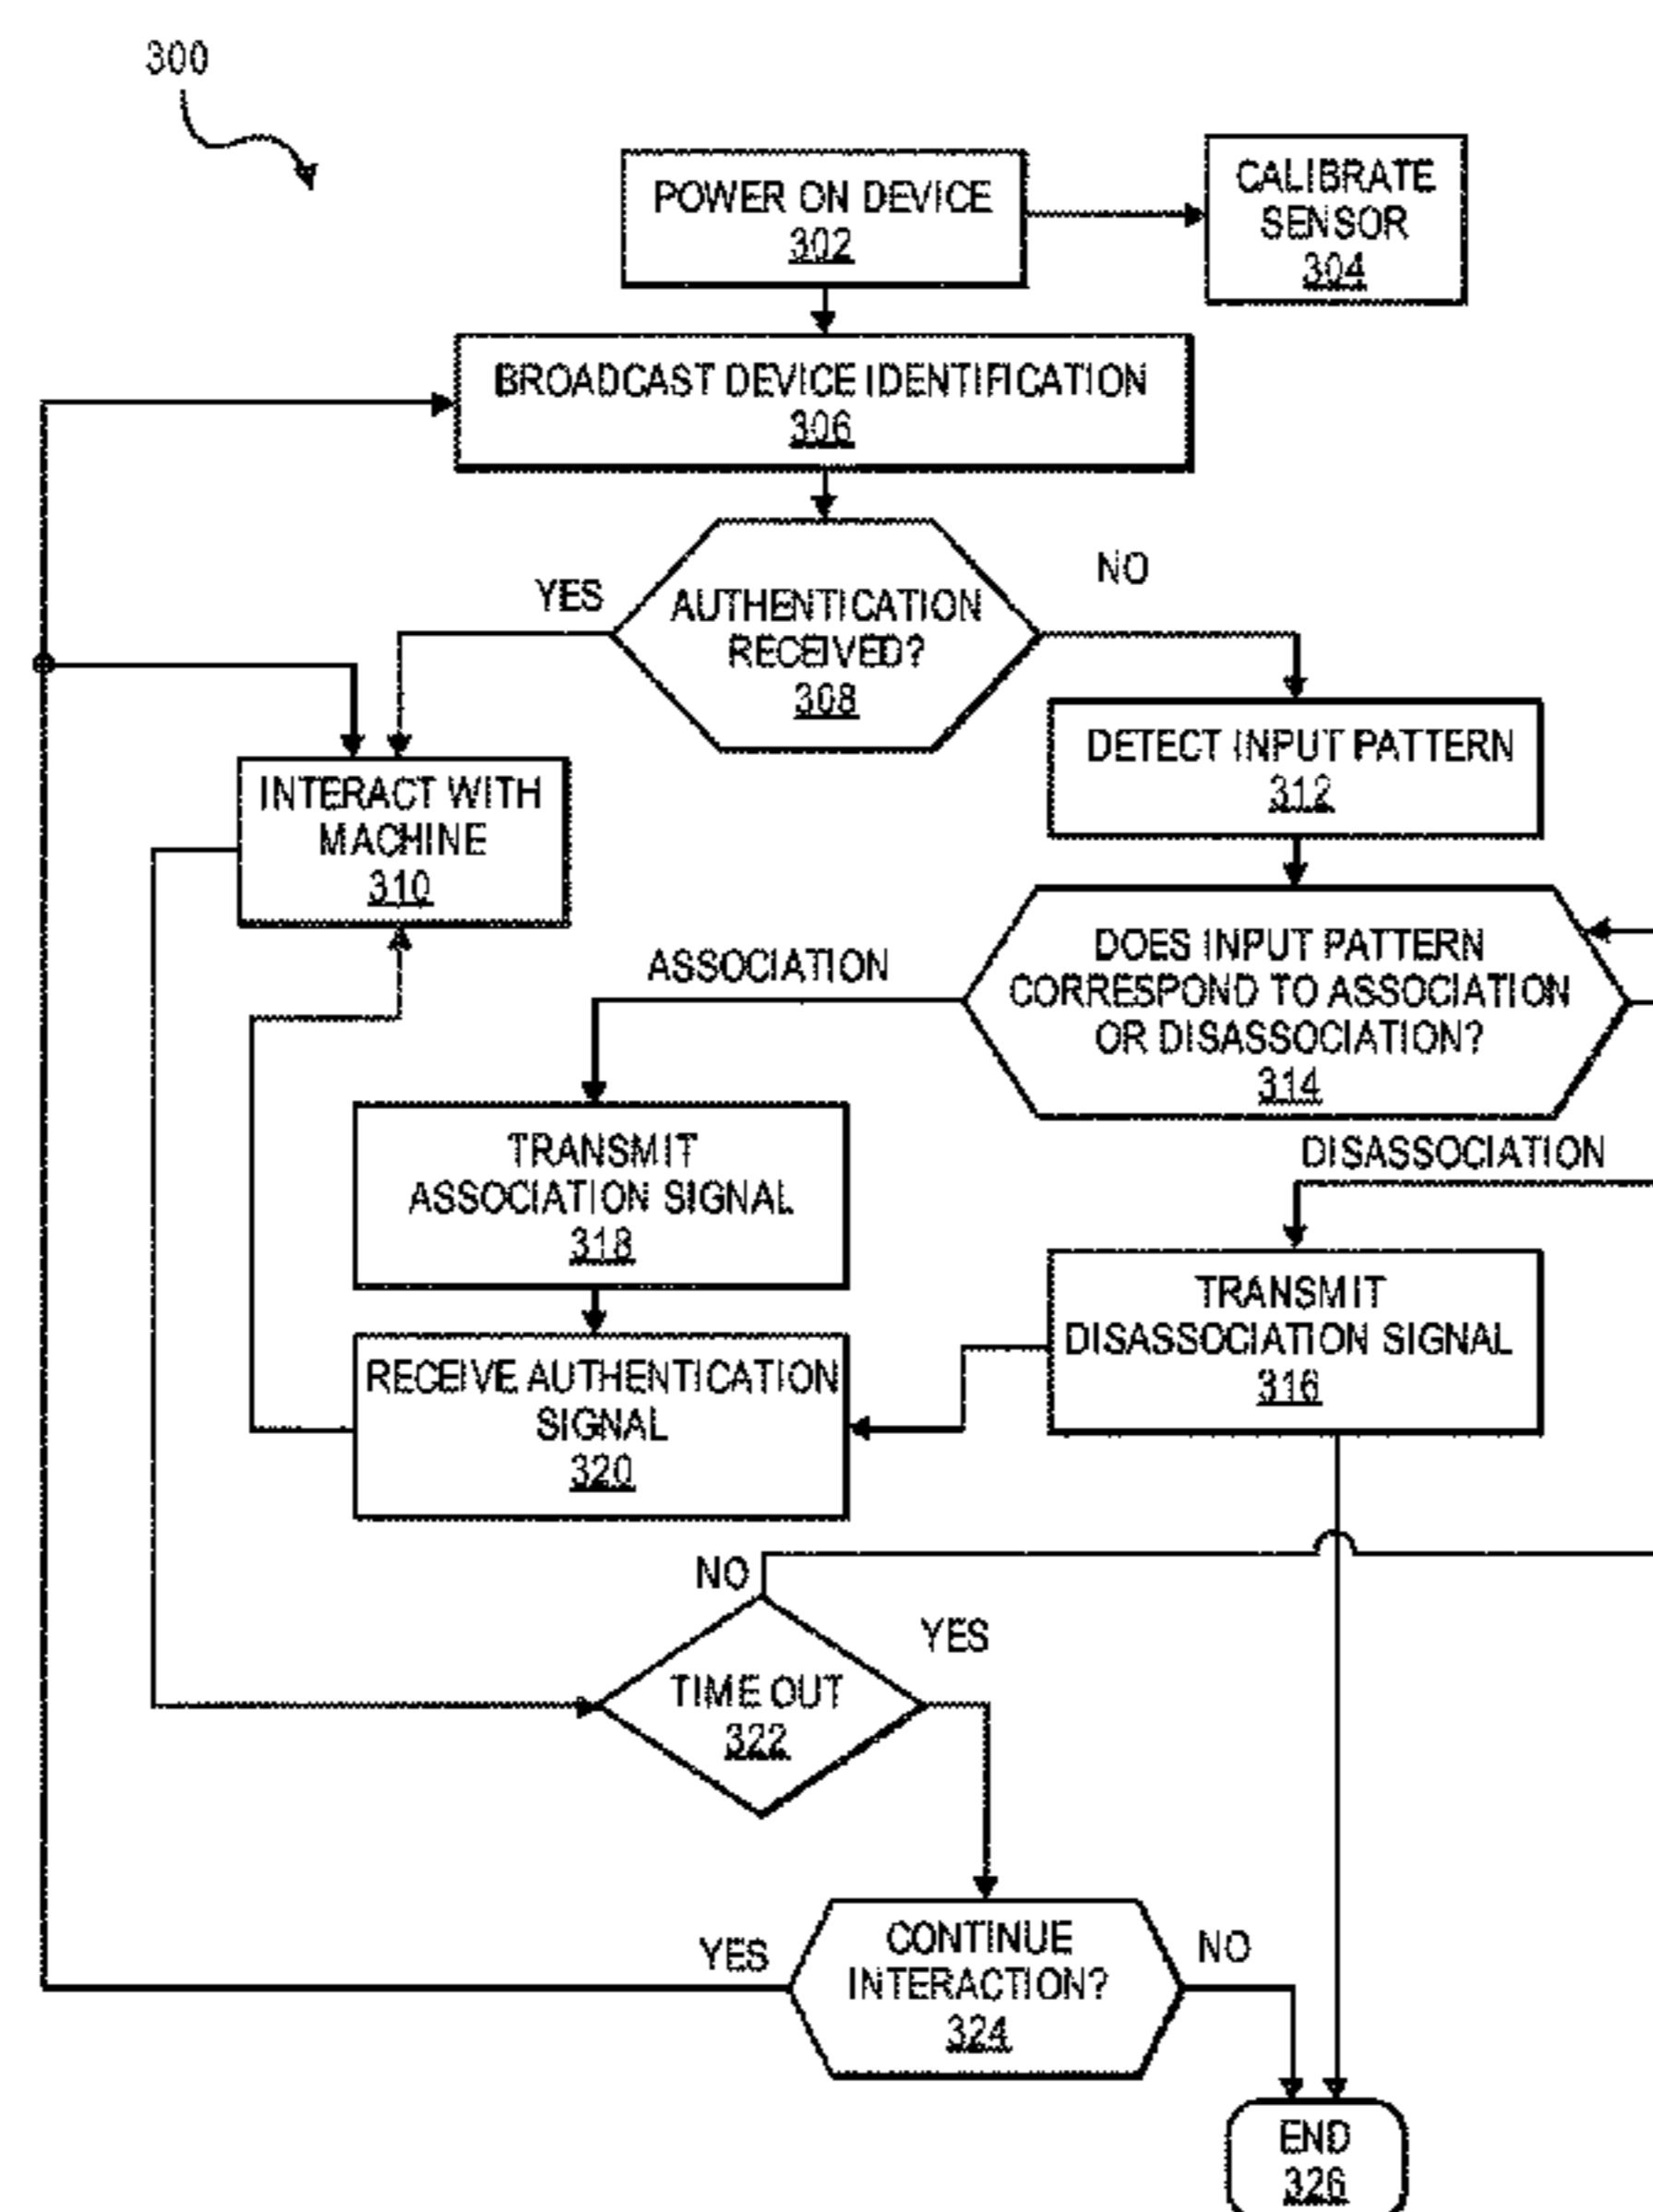 300
POWER ON DEVICE
302
CALIBRATE
SENSOR
304
BROADCAST DEVICE IDENTIFICATION
306
YES
AUTHENTICATION
RECEIVED?
308
NO
INTERACT WITH
MACHINE
310
DETECT INPUT PATTERN
312
ASSOCIATION
DOES INPUT PATTERN
CORRESPOND TO ASSOCIATION
OR DISASSOCIATION?
314
TRANSMIT
ASSOCIATION SIGNAL
318
DISASSOCIATION
TRANSMIT
DISASSOCIATION SIGNAL
316
RECEIVE AUTHENTICATION
SIGNAL
320
NO
YES
TIME OUT
322
YES
CONTINUE
INTERACTION?
324
NO
END
326